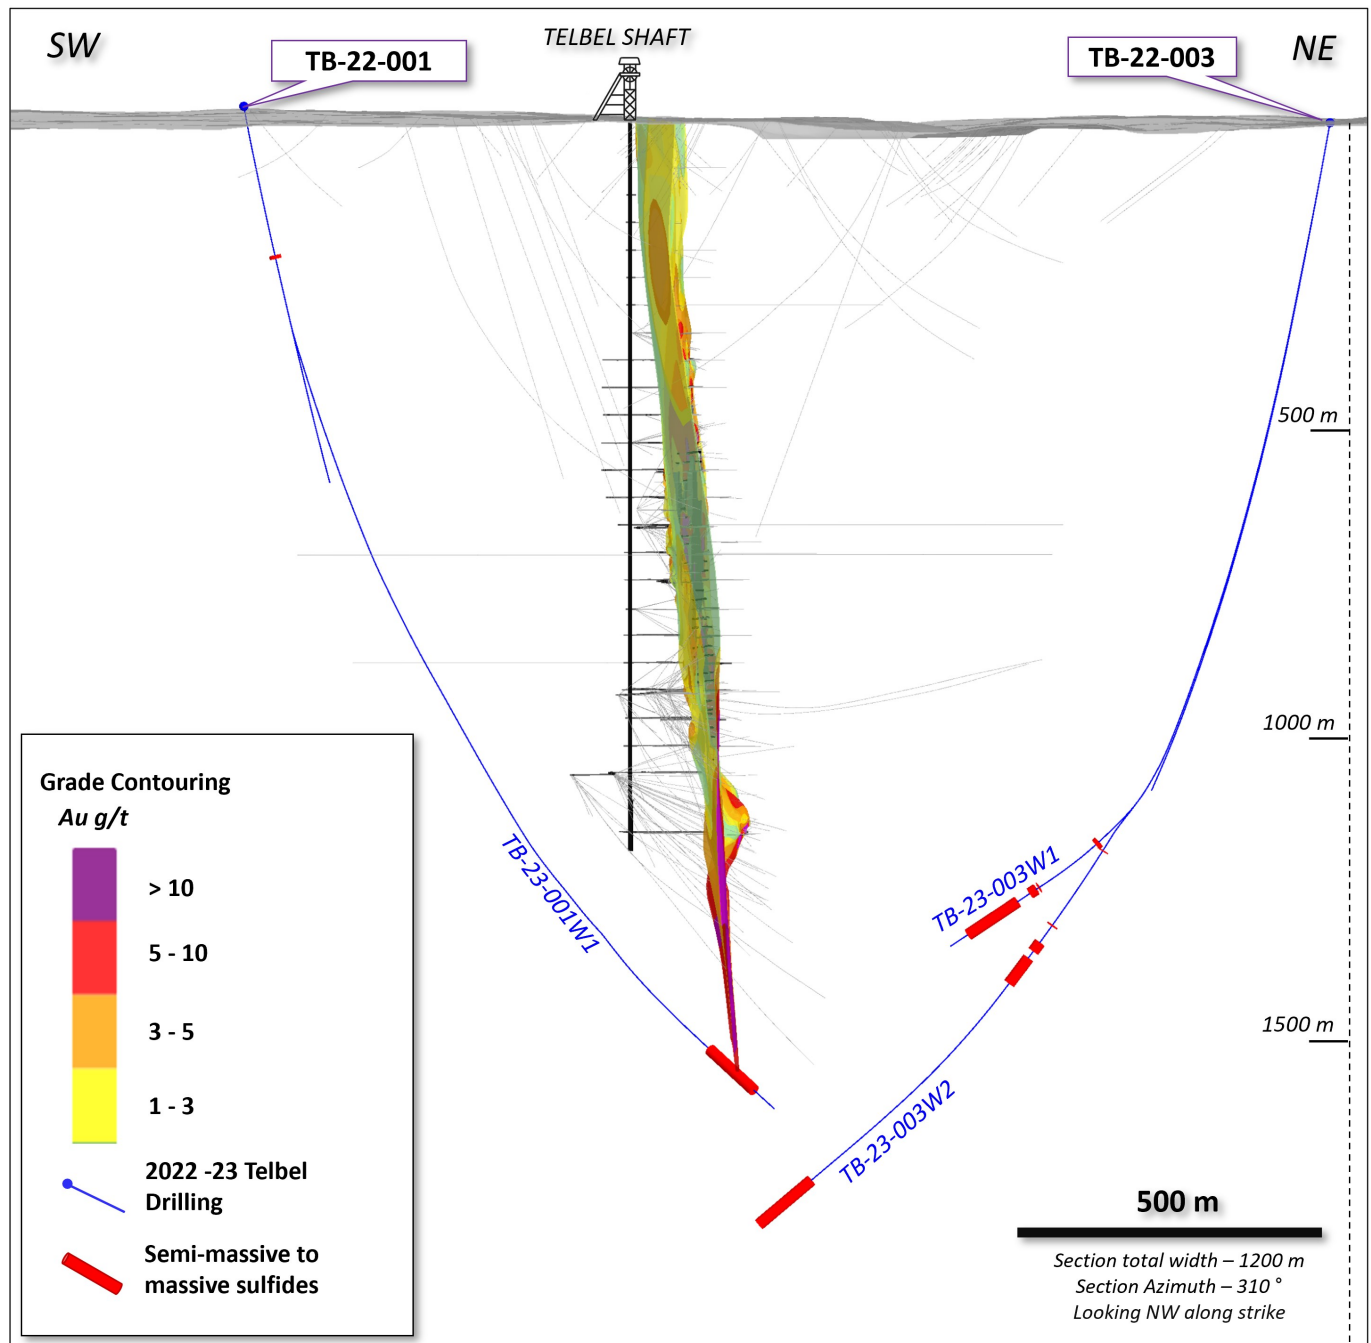 SW
TELBEL SHAFT
NE
TB-22-001
TB-22-003
500 m
1000 m
1500 m
TB-23-001W1
TB-23-003W1
TB-23-003W2
Grade Contouring
Au g/t
> 10
5 - 10
3 - 5
1 - 3
2022 -23 Telbel
Drilling
Semi-massive to
massive sulfides
500 m
Section total width – 1200 m
Section Azimuth – 310 °
Looking NW along strike